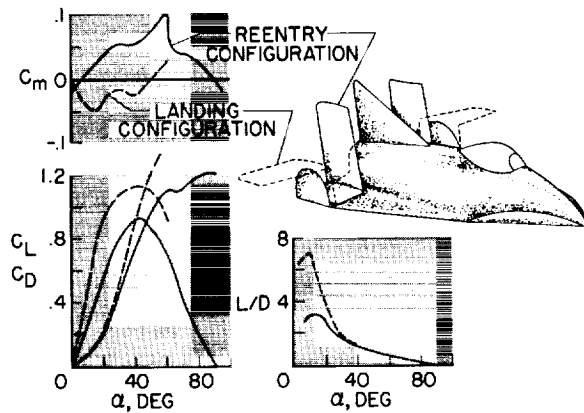 .1
Cm 0
-.1
REENTRY
CONFIGURATION
LANDING
CONFIGURATION
1.2
CL .8
CD
.4
0 40 80
α, DEG
8
L/D 4
0 40 80
α, DEG